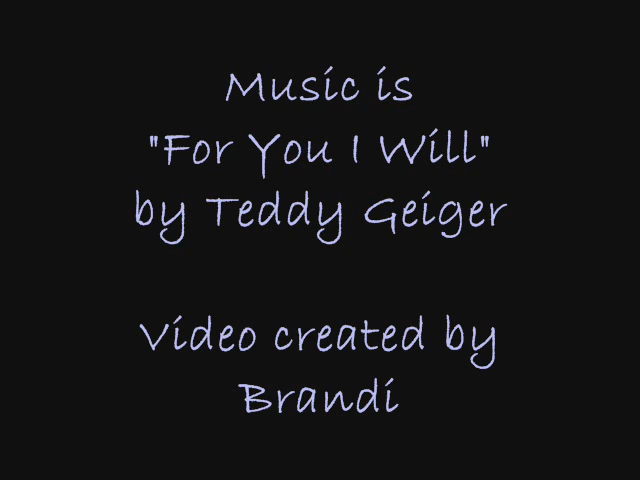 Music is
"For You I Will"
by Teddy Geiger
Video created by
Brandi